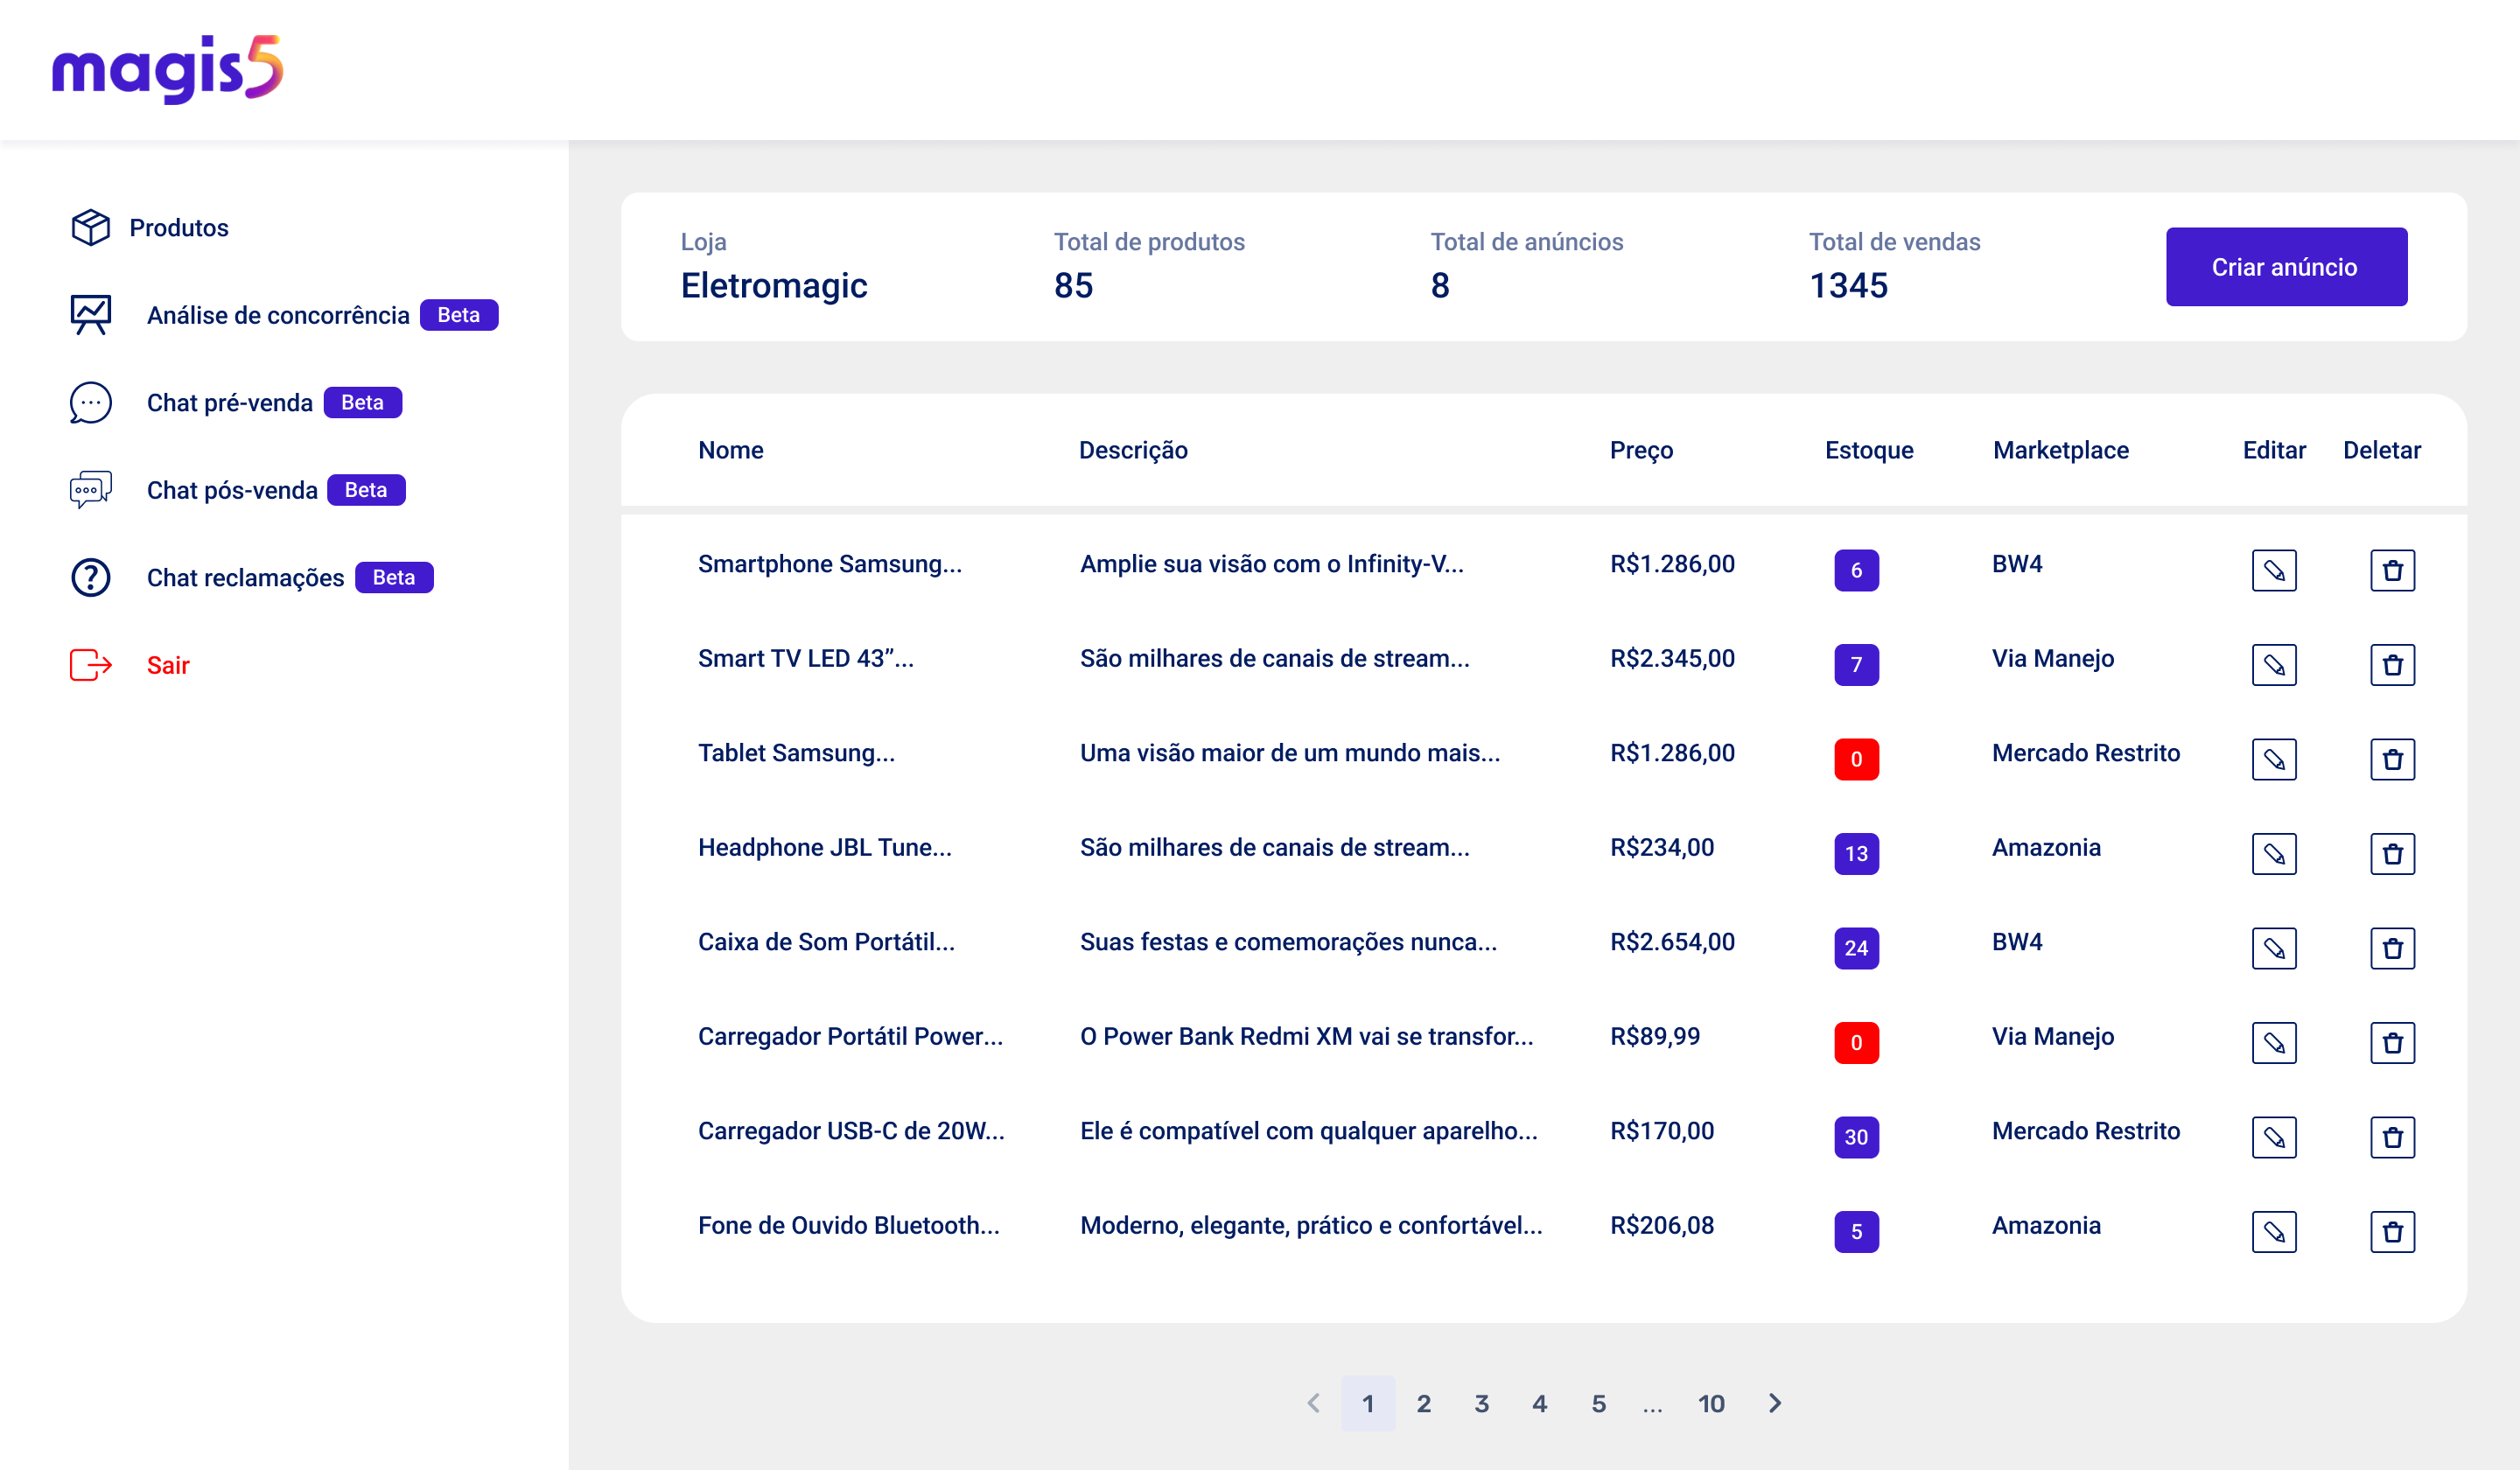 magis5
Produtos
Análise de concorrência Beta
Chat pré-venda Beta
Chat pós-venda Beta
Chat reclamações Beta
Sair
Loja Total de produtos Total de anúncios Total de vendas
Eletromagic 85 8 1345
Criar anúncio
Nome Descrição Preço Estoque Marketplace Editar Deletar
Smartphone Samsung... Amplie sua visão com o Infinity-V... R$1.286,00 6 BW4
Smart TV LED 43”... São milhares de canais de stream... R$2.345,00 7 Via Manejo
Tablet Samsung... Uma visão maior de um mundo mais... R$1.286,00 0 Mercado Restrito
Headphone JBL Tune... São milhares de canais de stream... R$234,00 13 Amazonia
Caixa de Som Portátil... Suas festas e comemorações nunca... R$2.654,00 24 BW4
Carregador Portátil Power... O Power Bank Redmi XM vai se transfor... R$89,99 0 Via Manejo
Carregador USB-C de 20W... Ele é compatível com qualquer aparelho... R$170,00 30 Mercado Restrito
Fone de Ouvido Bluetooth... Moderno, elegante, prático e confortável... R$206,08 5 Amazonia
1 2 3 4 5 ... 10